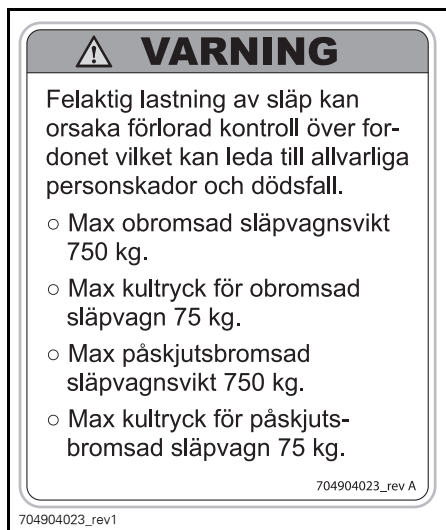 ⚠ VARNING
Felaktig lastning av släp kan
orsaka förlorad kontroll över for-
donet vilket kan leda till allvarliga
personskador och dödsfall.
○ Max obromsad släpvagnsvikt
750 kg.
○ Max kultryck för obromsad
släpvagn 75 kg.
○ Max påskjutsbromsad
släpvagnsvikt 750 kg.
○ Max kultryck för påskjuts-
bromsad släpvagn 75 kg.
704904023_rev A
704904023_rev1